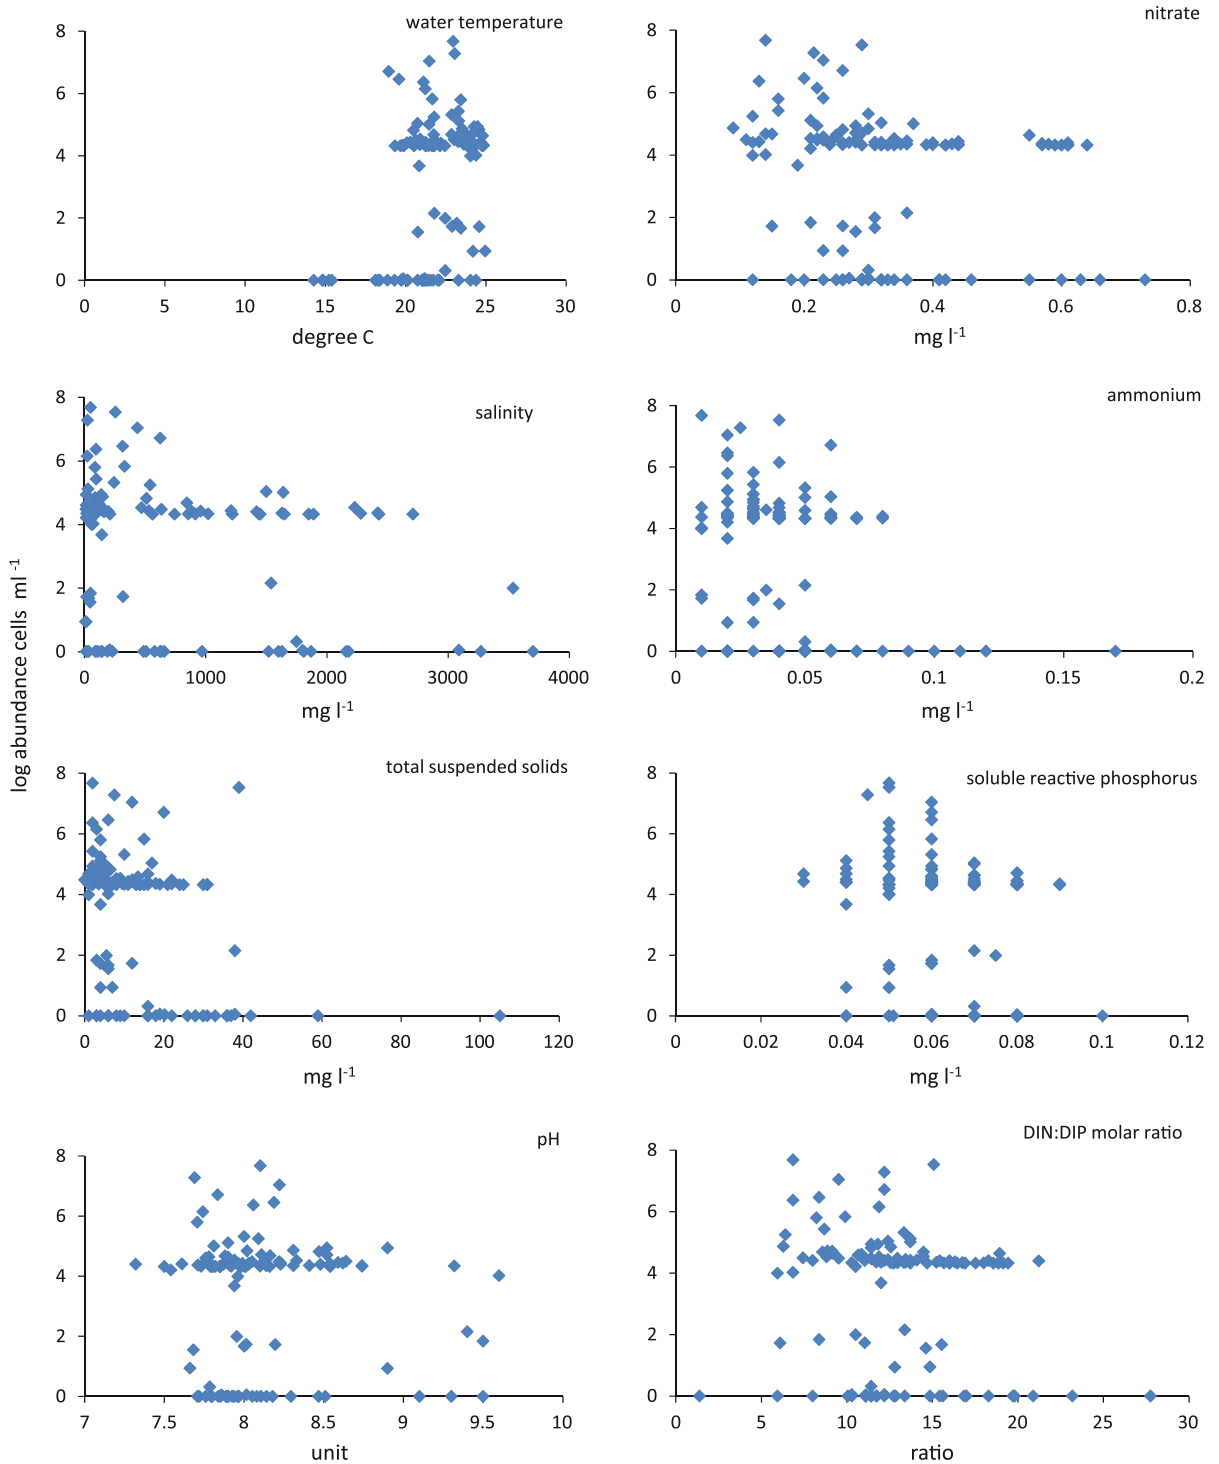 water temperature
8
6
4
2
0
0 5 10 15 20 25 30
degree C
nitrate
8
6
4
2
0
0 0.2 0.4 0.6 0.8
mg l-1
salinity
8
6
4
2
0
0 1000 2000 3000 4000
mg l-1
ammonium
8
6
4
2
0
0 0.05 0.1 0.15 0.2
mg l-1
log abundance cells ml -1
total suspended solids
8
6
4
2
0
0 20 40 60 80 100 120
mg l-1
soluble reactive phosphorus
8
6
4
2
0
0 0.02 0.04 0.06 0.08 0.1 0.12
mg l-1
pH
8
6
4
2
0
7 7.5 8 8.5 9 9.5 10
unit
DIN:DIP molar ratio
8
6
4
2
0
0 5 10 15 20 25 30
ratio